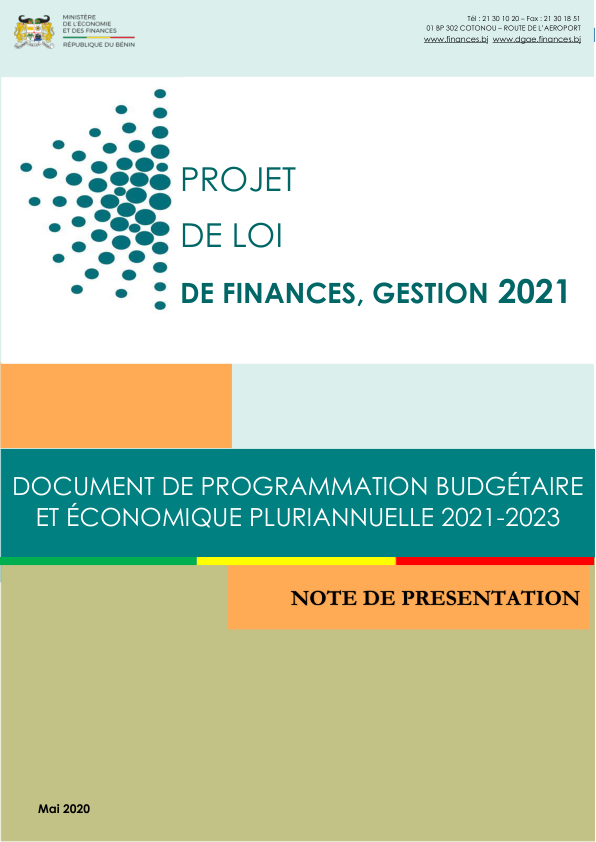 MINISTÈRE
DE L'ÉCONOMIE
ET DES FINANCES
RÉPUBLIQUE DU BÉNIN
Tél : 21 30 10 20 – Fax : 21 30 18 51
01 BP 302 COTONOU – ROUTE DE L'AEROPORT
www.finances.bj www.dgae.finances.bj
PROJET
DE LOI
DE FINANCES, GESTION 2021
DOCUMENT DE PROGRAMMATION BUDGÉTAIRE
ET ÉCONOMIQUE PLURIANNUELLE 2021-2023
NOTE DE PRESENTATION
Mai 2020